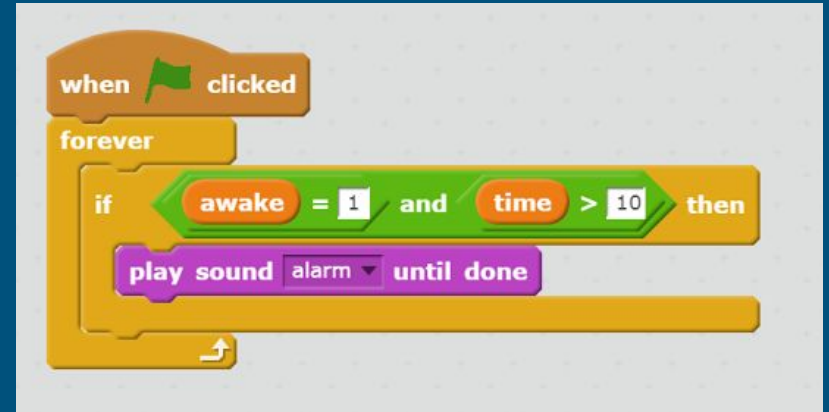 when clicked
forever
if awake = 1 and time > 10 then
play sound alarm until done